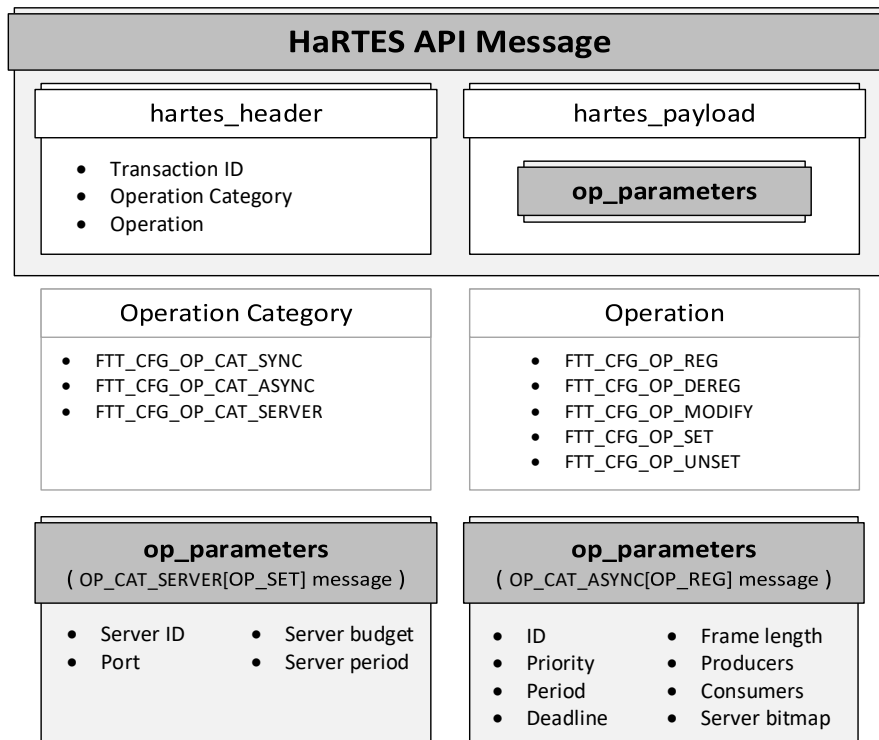 HaRTES API Message
hartes_header
• Transaction ID
• Operation Category
• Operation
hartes_payload
op_parameters
Operation Category
• FTT_CFG_OP_CAT_SYNC
• FTT_CFG_OP_CAT_ASYNC
• FTT_CFG_OP_CAT_SERVER
Operation
• FTT_CFG_OP_REG
• FTT_CFG_OP_DEREG
• FTT_CFG_OP_MODIFY
• FTT_CFG_OP_SET
• FTT_CFG_OP_UNSET
op_parameters
( OP_CAT_SERVER[OP_SET] message )
• Server ID
• Port
• Server budget
• Server period
op_parameters
( OP_CAT_ASYNC[OP_REG] message )
• ID
• Priority
• Period
• Deadline
• Frame length
• Producers
• Consumers
• Server bitmap